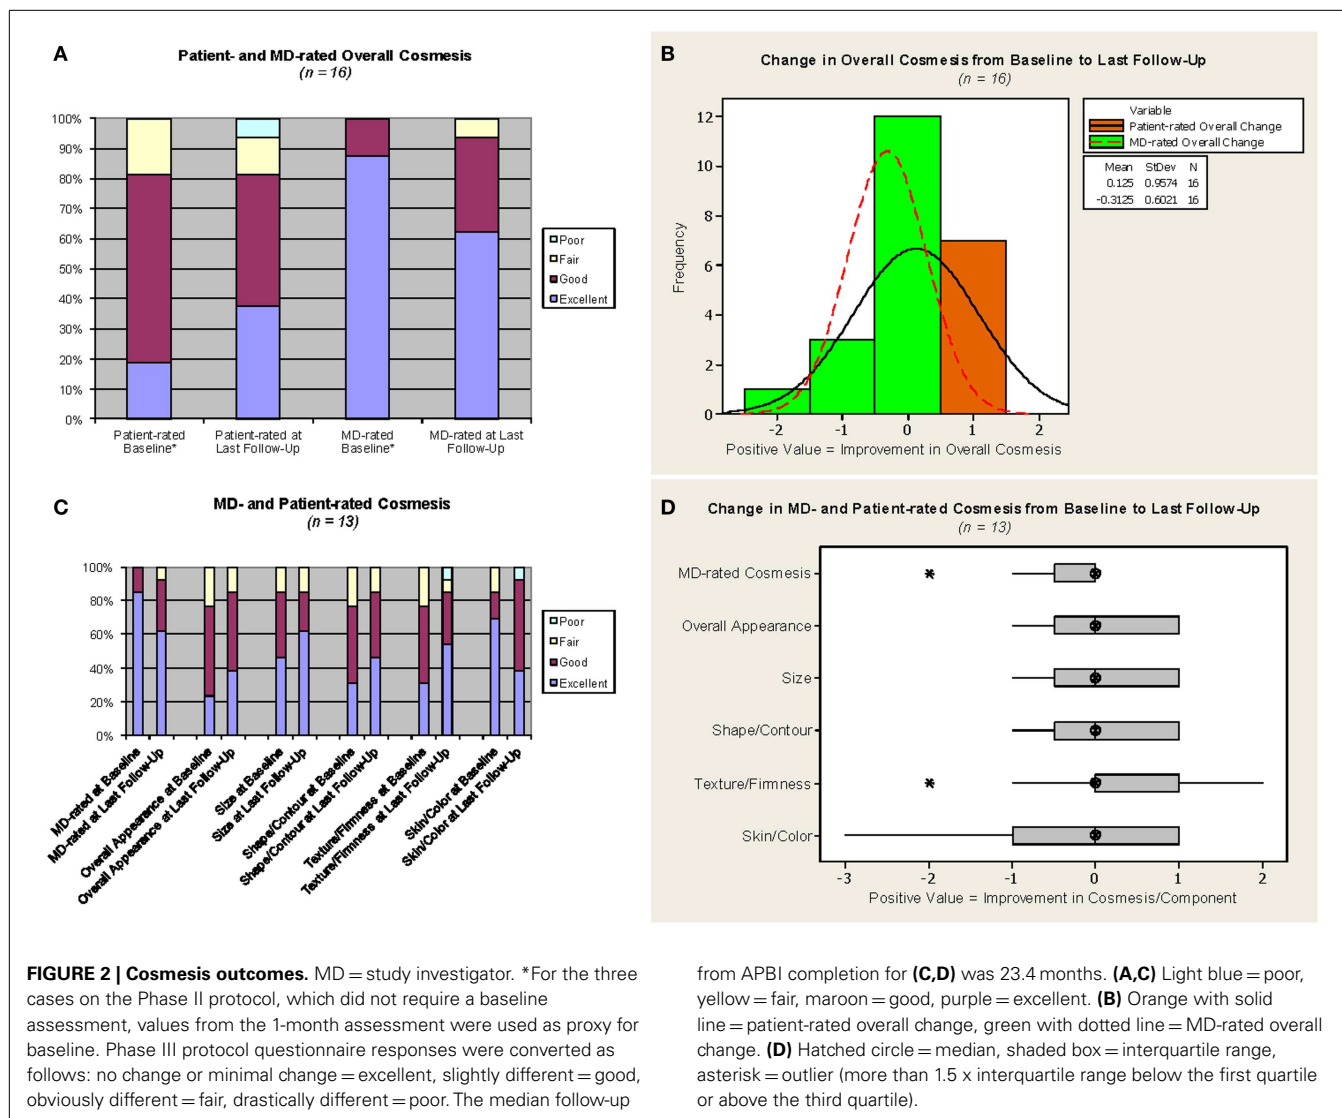 A
Patient- and MD-rated Overall Cosmesis
(n = 16)
100%
90%
80%
70%
60%
50%
40%
30%
20%
10%
0%
Patient-rated Baseline*
Patient-rated at Last Follow-Up
MD-rated Baseline*
MD-rated at Last Follow-Up
Poor
Fair
Good
Excellent
B
Change in Overall Cosmesis from Baseline to Last Follow-Up
(n = 16)
Frequency
12
10
8
6
4
2
0
-2 -1 0 1 2
Positive Value = Improvement in Overall Cosmesis
Variable
Patient-rated Overall Change
MD-rated Overall Change
Mean StDev N
0.125 0.9574 16
-0.3125 0.6021 16
C
MD- and Patient-rated Cosmesis
(n = 13)
100%
80%
60%
40%
20%
0%
MD-rated at Baseline
MD-rated at Last Follow-Up
Overall Appearance at Baseline
Overall Appearance at Last Follow-Up
Size at Baseline
Size at Last Follow-Up
Shape/Contour at Baseline
Shape/Contour at Last Follow-Up
Texture/Firmness at Baseline
Texture/Firmness at Last Follow-Up
Skin/Color at Baseline
Skin/Color at Last Follow-Up
Poor
Fair
Good
Excellent
D
Change in MD- and Patient-rated Cosmesis from Baseline to Last Follow-Up
(n = 13)
MD-rated Cosmesis
Overall Appearance
Size
Shape/Contour
Texture/Firmness
Skin/Color
-3 -2 -1 0 1 2
Positive Value = Improvement in Cosmesis/Component
FIGURE 2 | Cosmesis outcomes. MD = study investigator. *For the three
cases on the Phase II protocol, which did not require a baseline
assessment, values from the 1-month assessment were used as proxy for
baseline. Phase III protocol questionnaire responses were converted as
follows: no change or minimal change = excellent, slightly different = good,
obviously different = fair, drastically different = poor. The median follow-up
from APBI completion for (C,D) was 23.4 months. (A,C) Light blue = poor,
yellow = fair, maroon = good, purple = excellent. (B) Orange with solid
line = patient-rated overall change, green with dotted line = MD-rated overall
change. (D) Hatched circle = median, shaded box = interquartile range,
asterisk = outlier (more than 1.5 x interquartile range below the first quartile
or above the third quartile).